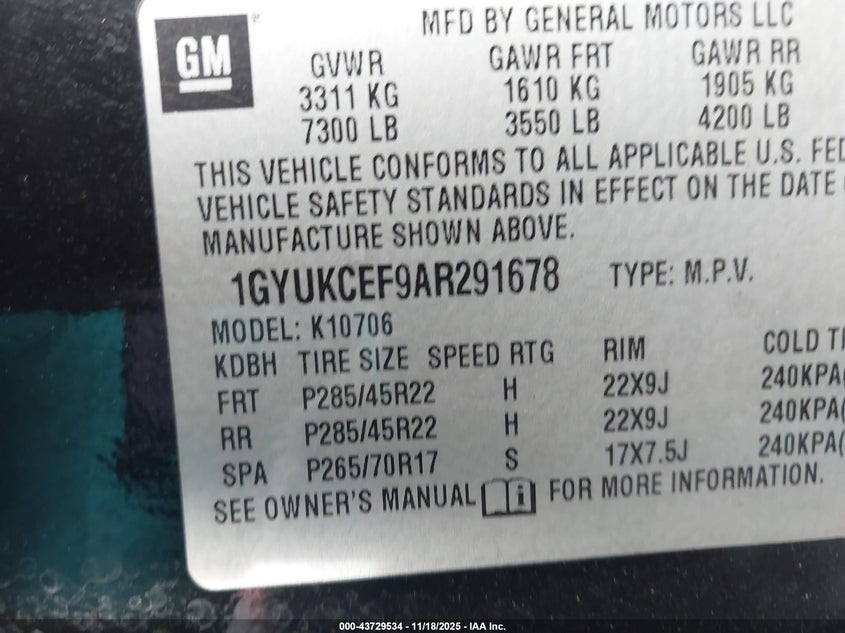 MFD BY GENERAL MOTORS LLC
GM
GVWR GAWR FRT GAWR RR
3311 KG 1610 KG 1905 KG
7300 LB 3550 LB 4200 LB
THIS VEHICLE CONFORMS TO ALL APPLICABLE U.S. FED
VEHICLE SAFETY STANDARDS IN EFFECT ON THE DATE
MANUFACTURE SHOWN ABOVE.
1GYUKCEF9AR291678 TYPE: M.P.V.
MODEL: K10706
KDBH TIRE SIZE SPEED RTG RIM COLD TI
FRT P285/45R22 H 22X9J 240KPA(
RR P285/45R22 H 22X9J 240KPA(
SPA P265/70R17 S 17X7.5J 240KPA(
SEE OWNER'S MANUAL FOR MORE INFORMATION.
000-43729534 - 11/18/2025 - IAA Inc.